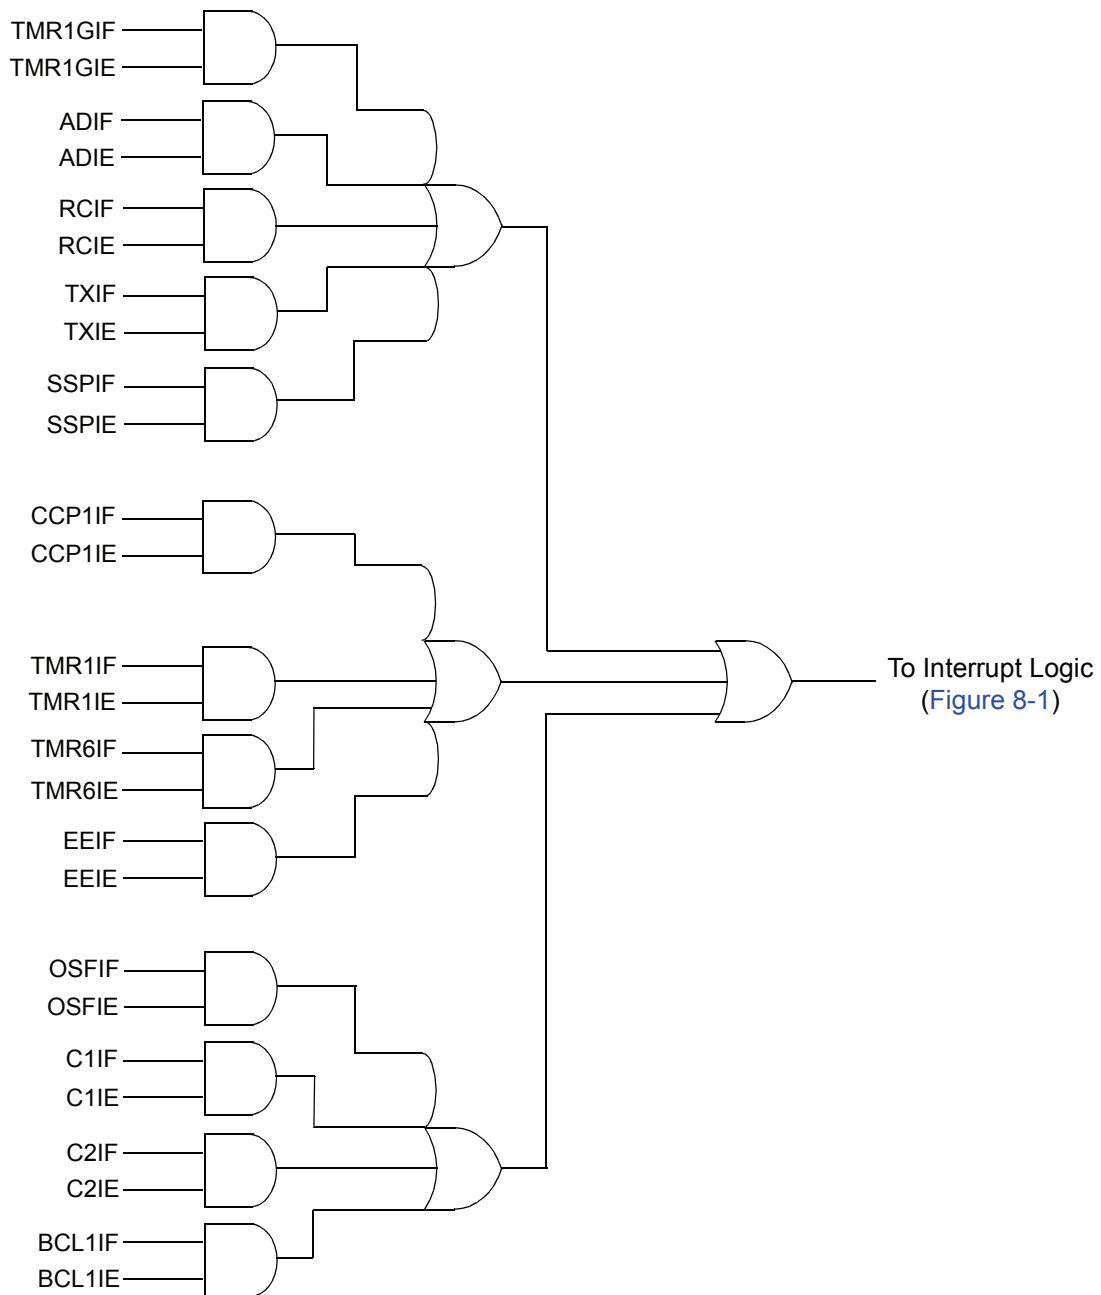 TMR1GIF
TMR1GIE
ADIF
ADIE
RCIF
RCIE
TXIF
TXIE
SSPIF
SSPIE
CCP1IF
CCP1IE
TMR1IF
TMR1IE
TMR6IF
TMR6IE
EEIF
EEIE
To Interrupt Logic
(Figure 8-1)
OSFIF
OSFIE
C1IF
C1IE
C2IF
C2IE
BCL1IF
BCL1IE